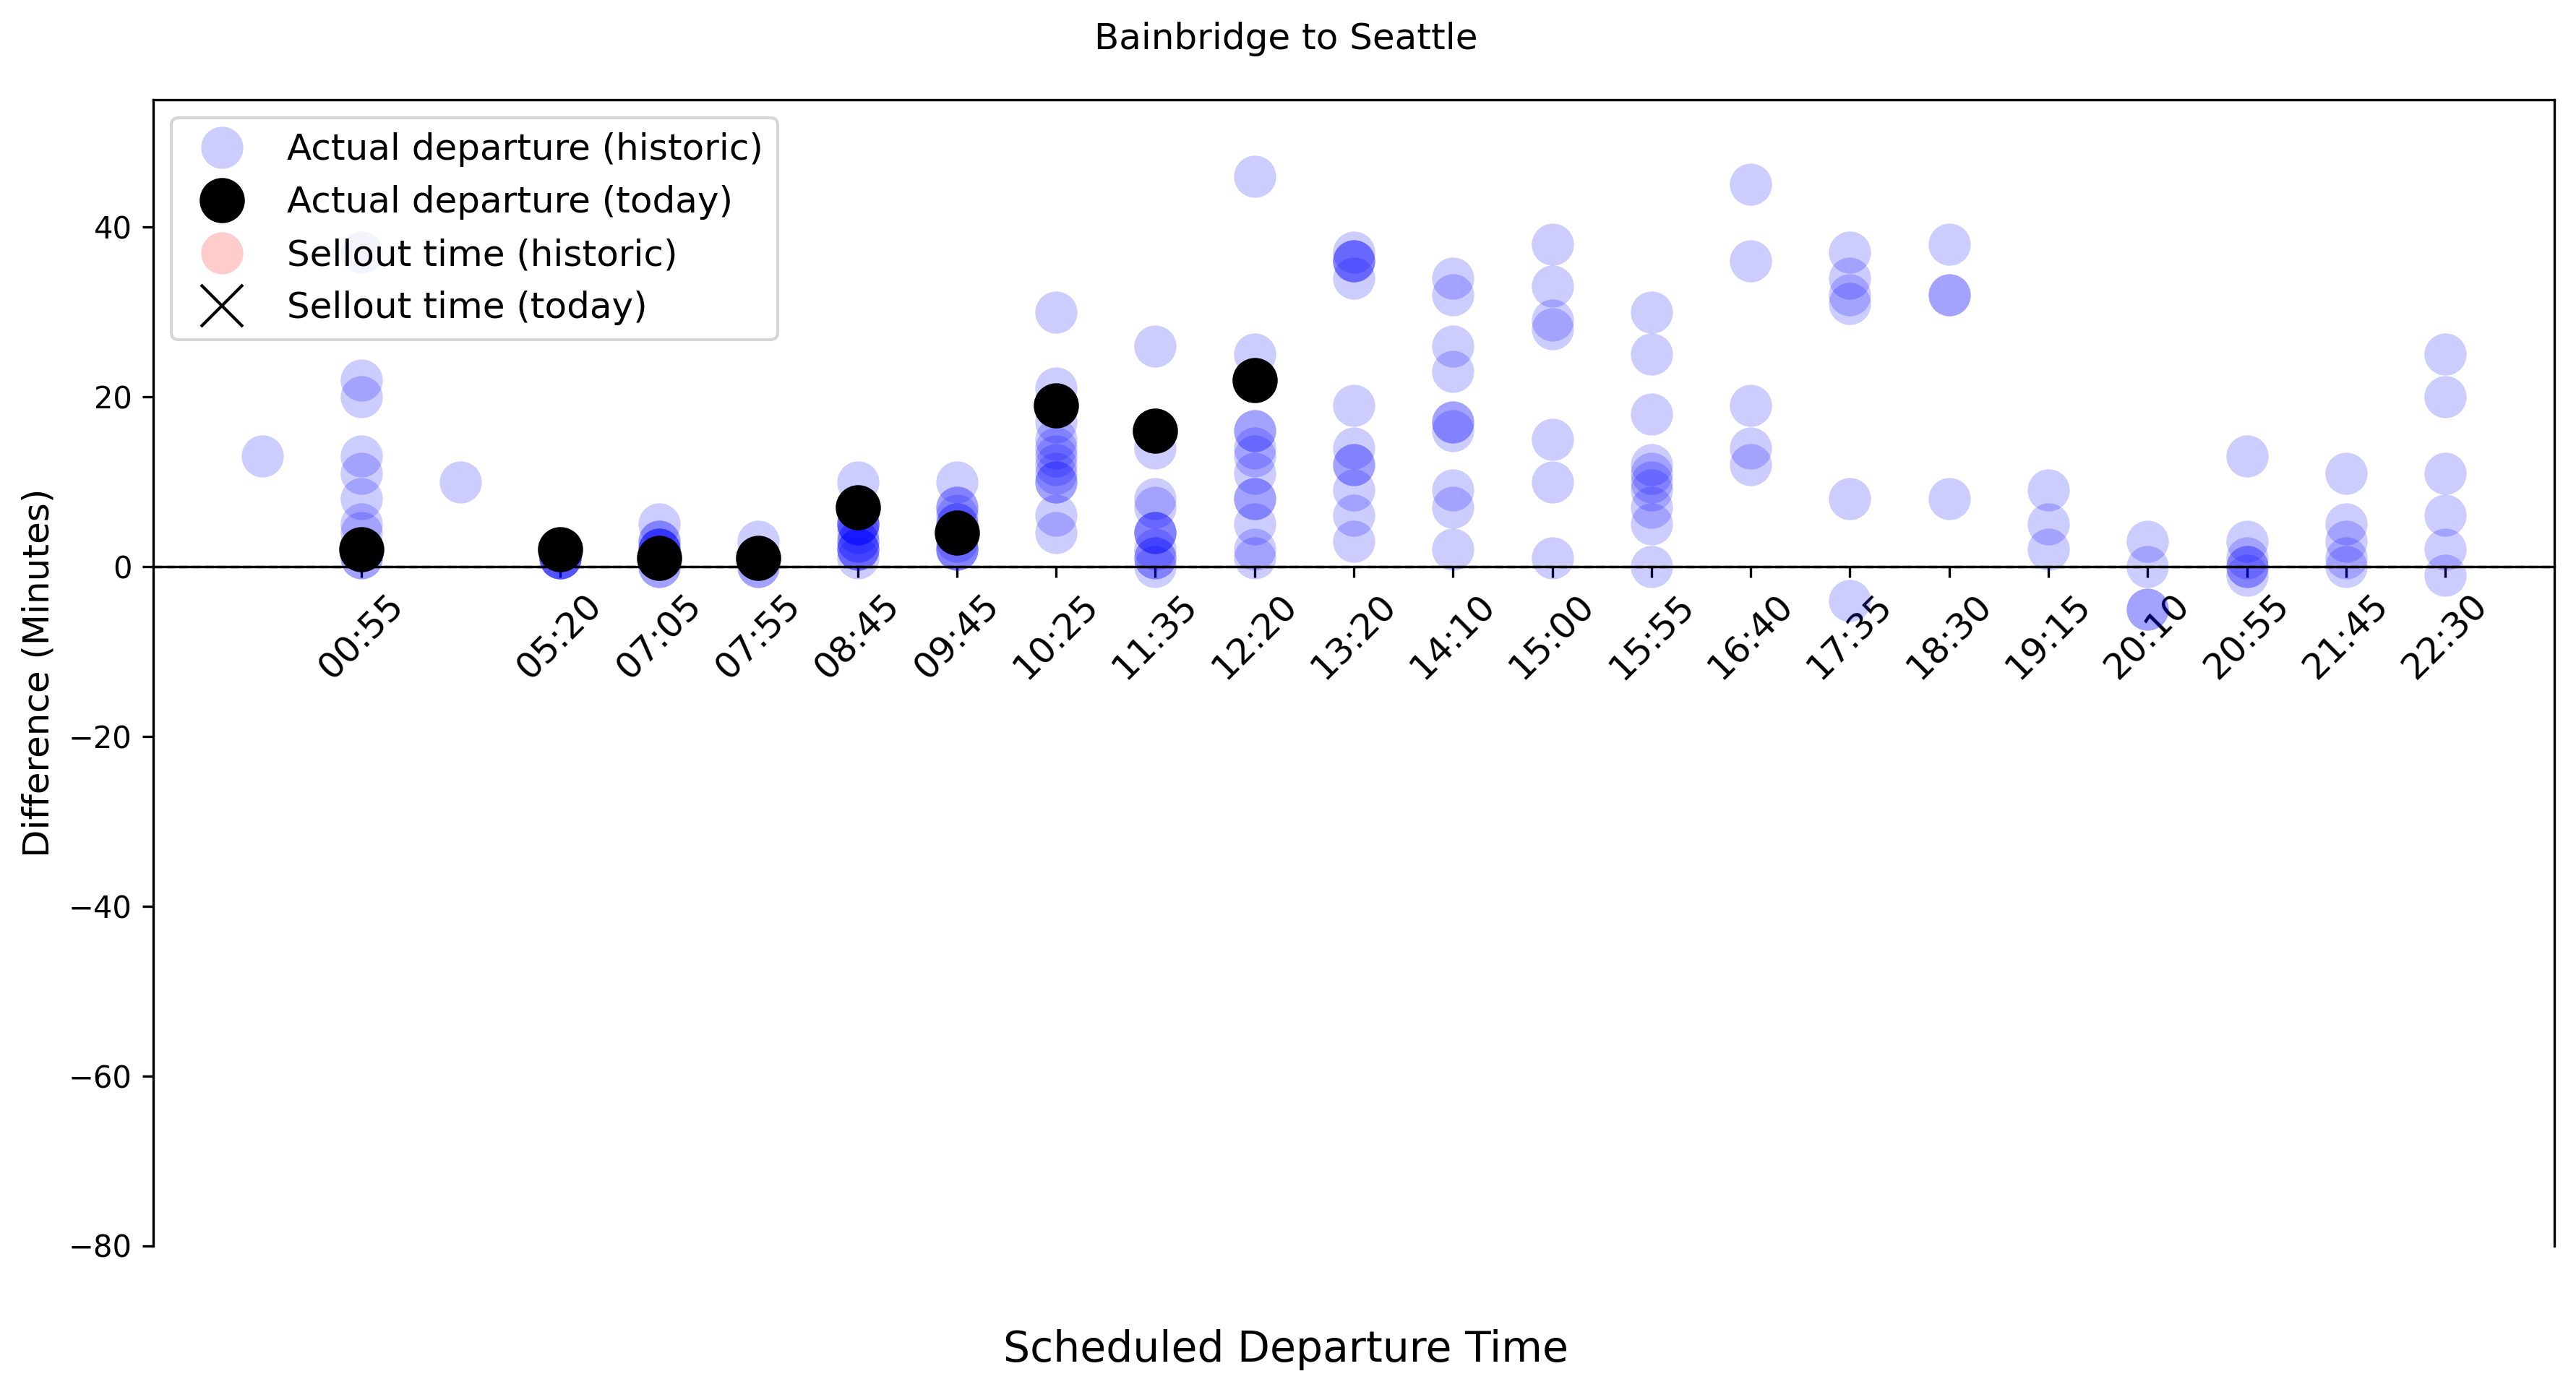 Bainbridge to Seattle
Actual departure (historic)
Actual departure (today)
Sellout time (historic)
Sellout time (today)
Difference (Minutes)
40
20
0
−20
−40
−60
−80
00:55 05:20 07:05 07:55 08:45 09:45 10:25 11:35 12:20 13:20 14:10 15:00 15:55 16:40 17:35 18:30 19:15 20:10 20:55 21:45 22:30
Scheduled Departure Time